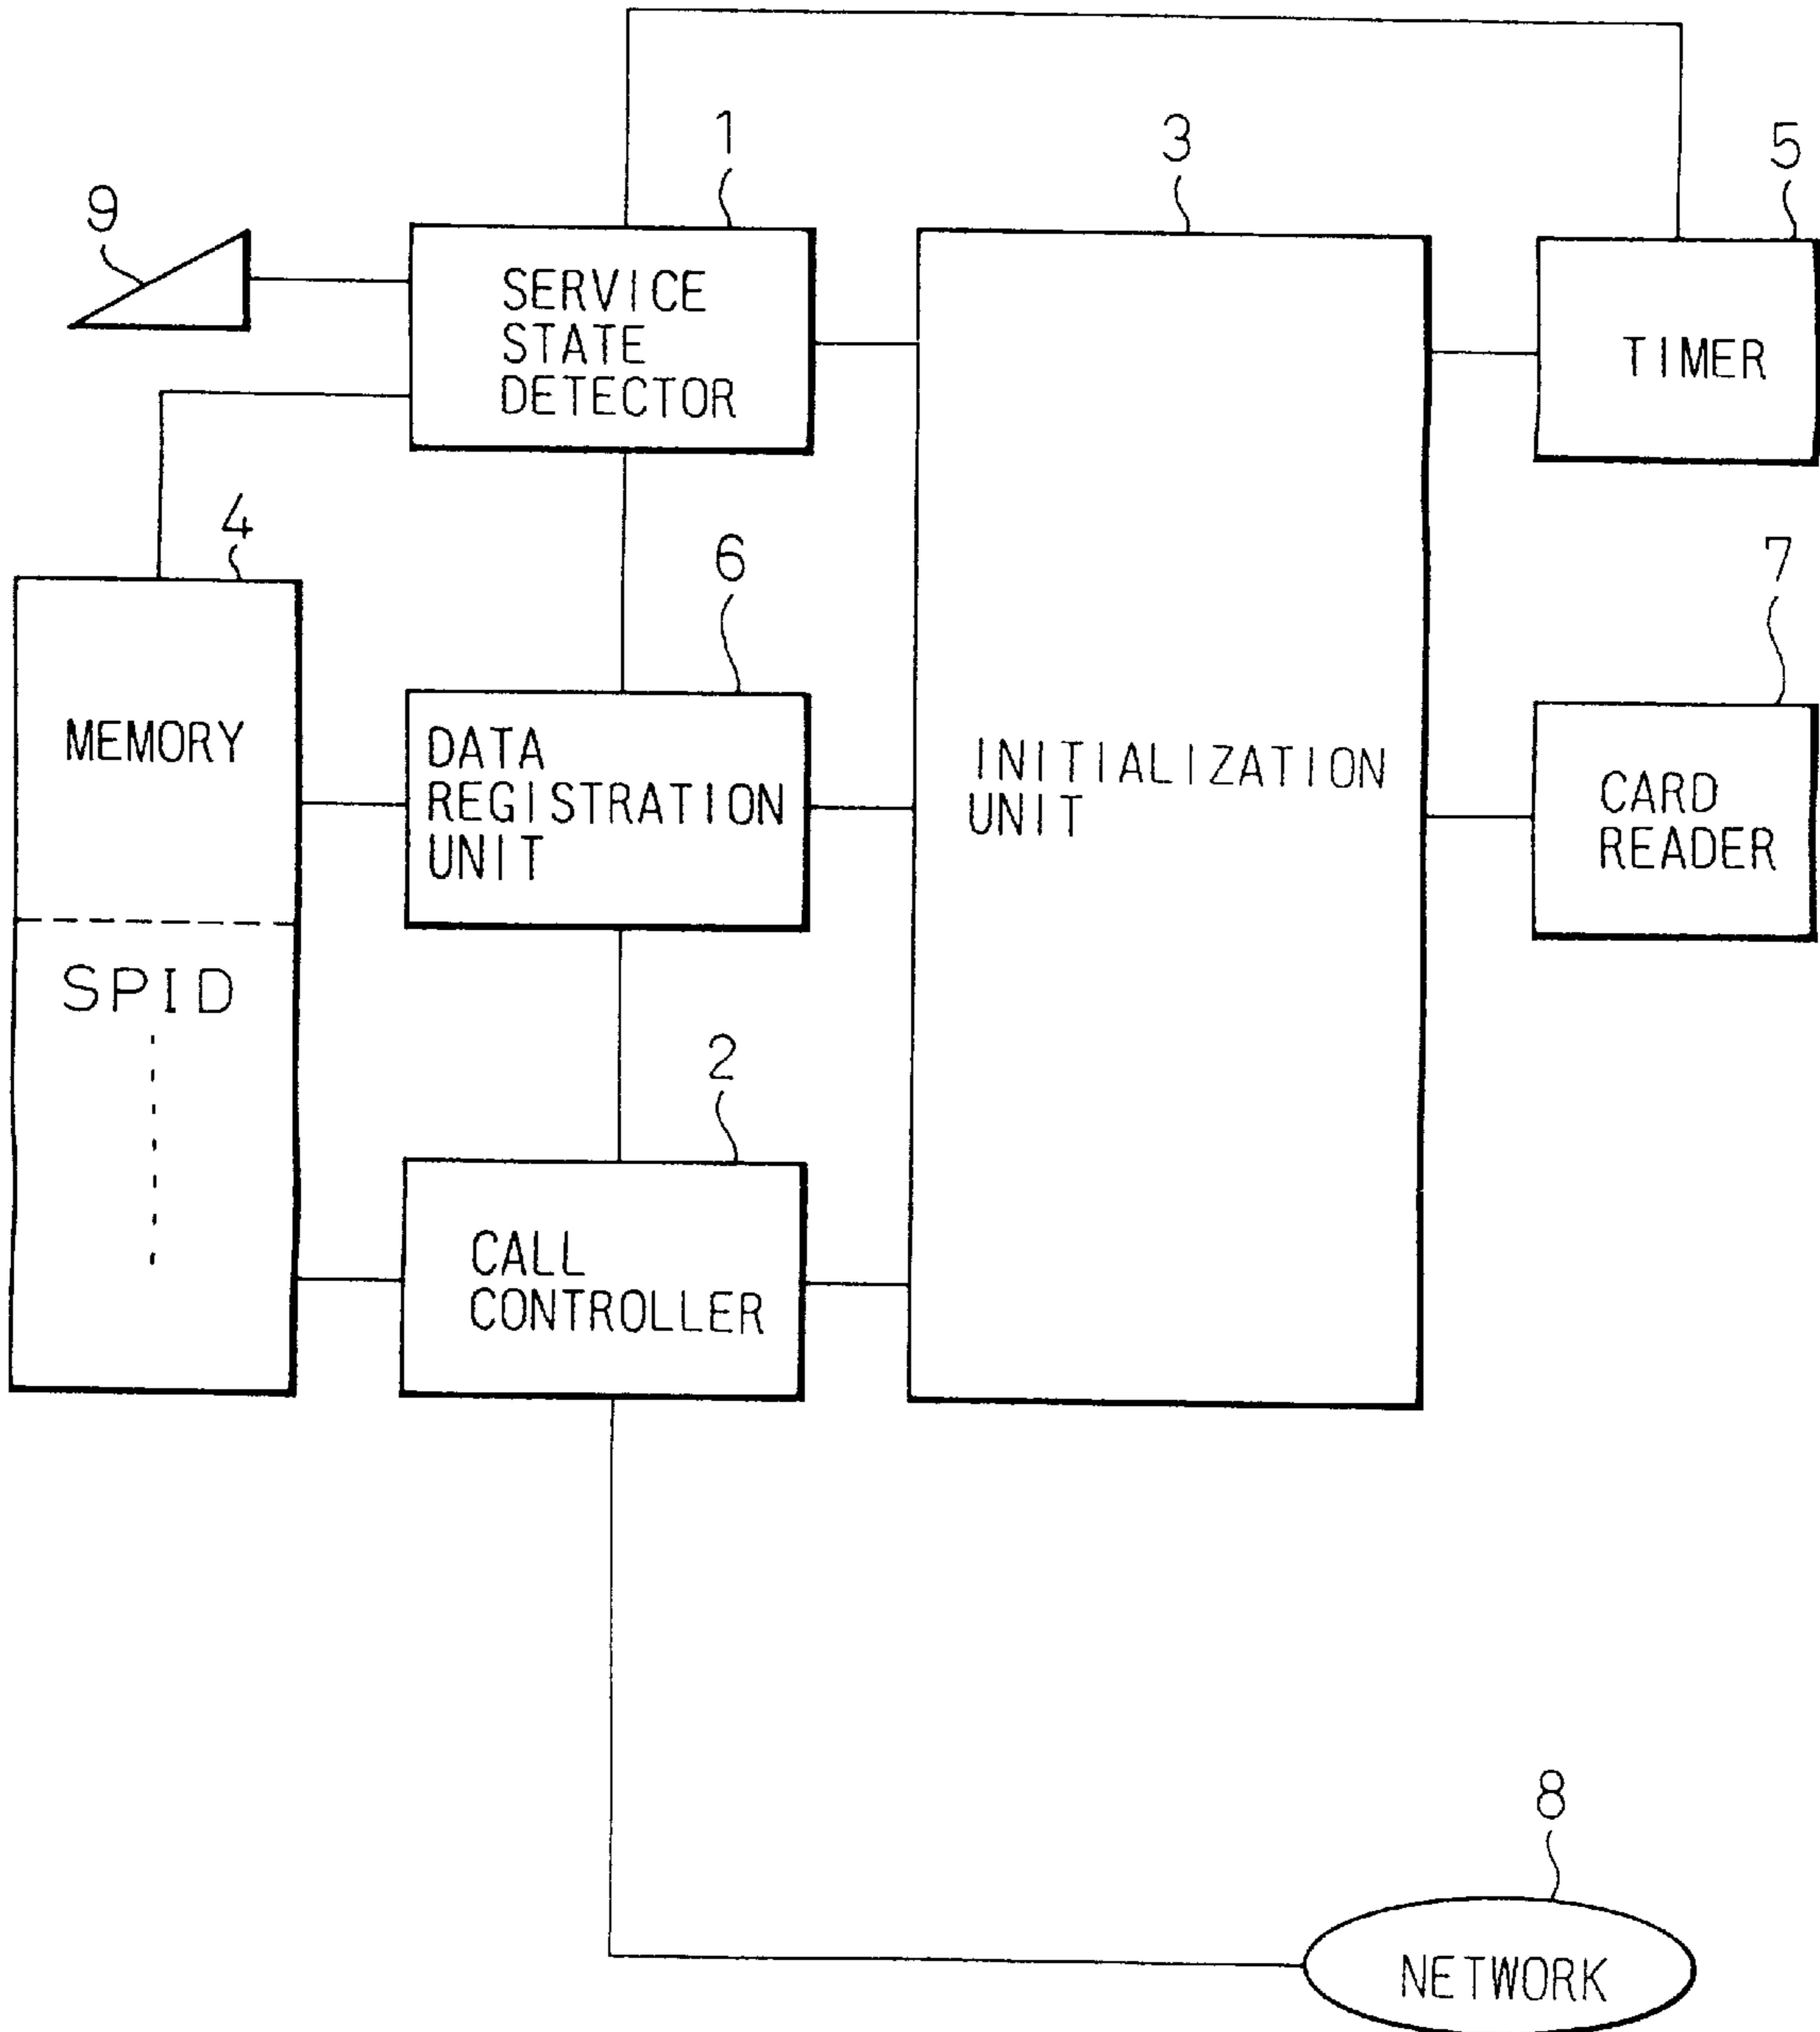 1
3
5
9
SERVICE
STATE
DETECTOR
TIMER
4
6
7
MEMORY
DATA
REGISTRATION
UNIT
INITIALIZATION
UNIT
CARD
READER
SPID
2
CALL
CONTROLLER
8
NETWORK